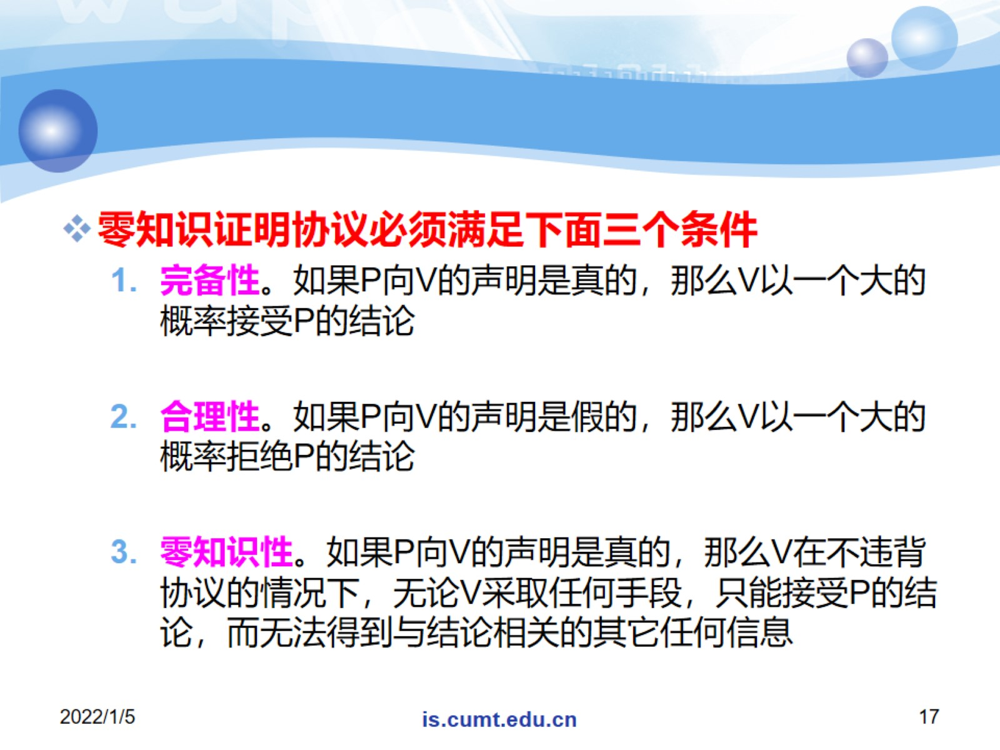 零知识证明协议必须满足下面三个条件
1. 完备性。如果P向V的声明是真的，那么V以一个大的
概率接受P的结论
2. 合理性。如果P向V的声明是假的，那么V以一个大的
概率拒绝P的结论
3. 零知识性。如果P向V的声明是真的，那么V在不违背
协议的情况下，无论V采取任何手段，只能接受P的结
论，而无法得到与结论相关的其它任何信息
2022/1/5
is.cumt.edu.cn
17